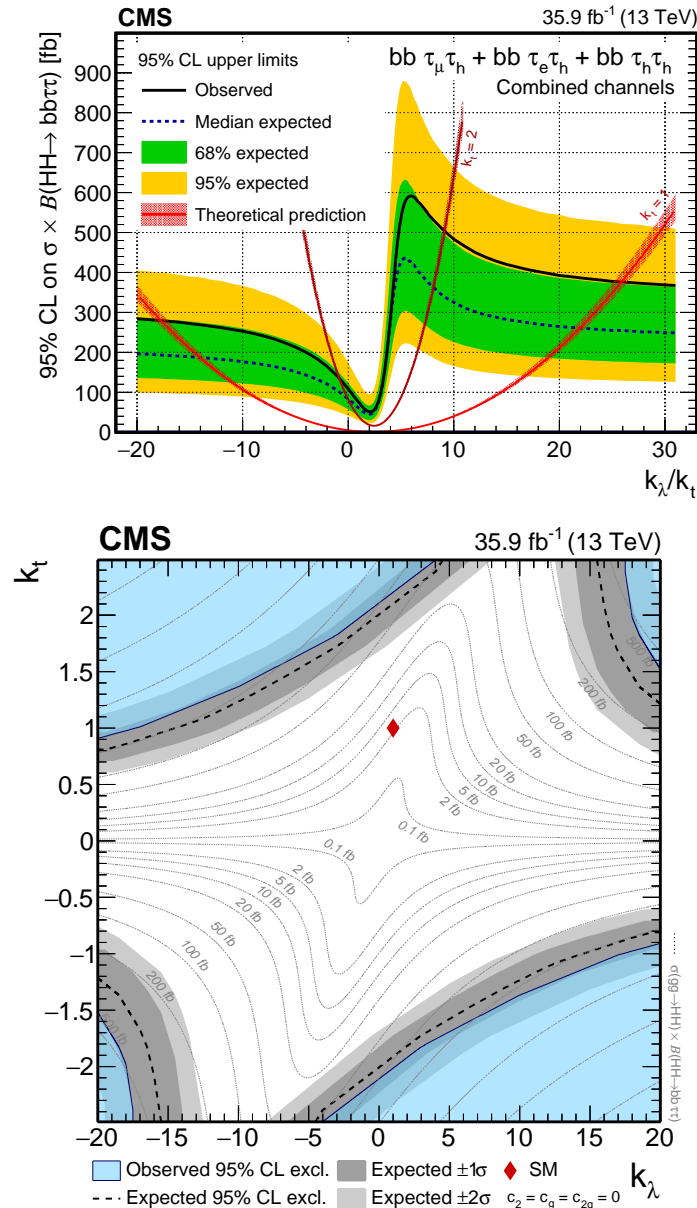 CMS 35.9 fb⁻¹ (13 TeV)
95% CL on σ × B(HH→ bbττ) [fb]
95% CL upper limits
Observed
Median expected
68% expected
95% expected
Theoretical prediction
bb τμτh + bb τeτh + bb τhτh
Combined channels
kt = 2
kt = 1
900
800
700
600
500
400
300
200
100
0
−20 −10 0 10 20 30
kλ/kt
CMS 35.9 fb⁻¹ (13 TeV)
kt
2
1.5
1
0.5
0
−0.5
−1
−1.5
−2
500 fb
200 fb
100 fb
50 fb
20 fb
10 fb
5 fb
2 fb
0.1 fb
0.1 fb
2 fb
5 fb
10 fb
20 fb
50 fb
100 fb
200 fb
500 fb
σ(gg→HH) × B(HH→bb ττ)
−20 −15 −10 −5 0 5 10 15 20
kλ
Observed 95% CL excl. Expected ±1σ SM
Expected 95% CL excl. Expected ±2σ c2 = cg = c2g = 0